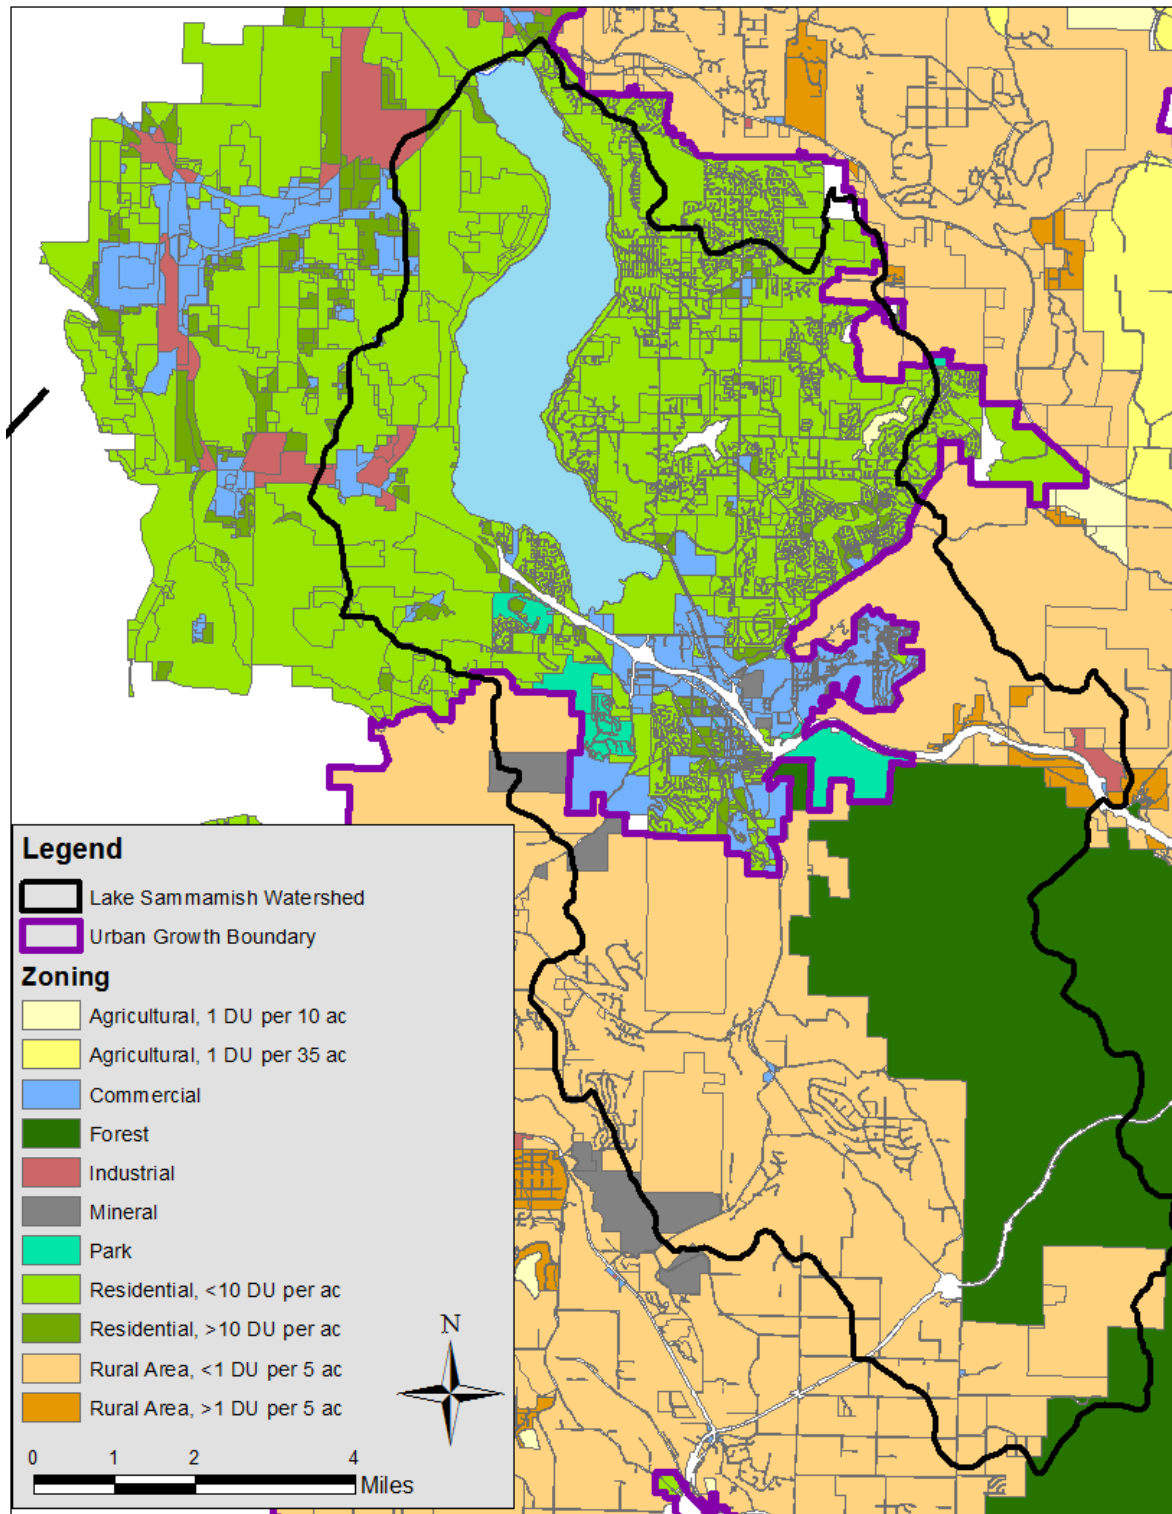 Legend
Lake Sammamish Watershed
Urban Growth Boundary
Zoning
Agricultural, 1 DU per 10 ac
Agricultural, 1 DU per 35 ac
Commercial
Forest
Industrial
Mineral
Park
Residential, <10 DU per ac
Residential, >10 DU per ac
Rural Area, <1 DU per 5 ac
Rural Area, >1 DU per 5 ac
N
0 1 2 4
Miles